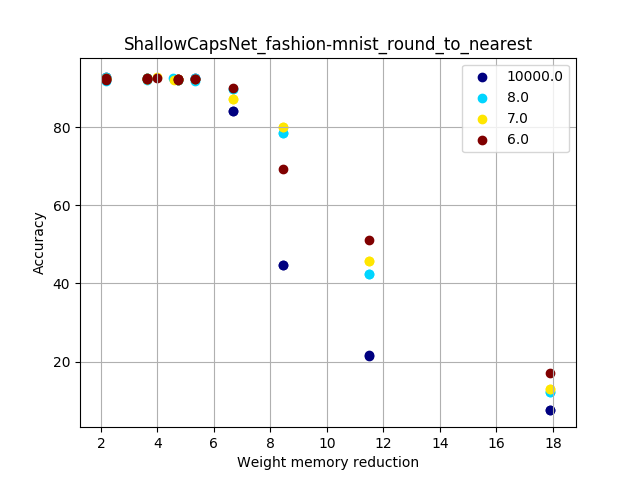 ShallowCapsNet_fashion-mnist_round_to_nearest
10000.0
8.0
7.0
6.0
80
60
40
20
Accuracy
2 4 6 8 10 12 14 16 18
Weight memory reduction